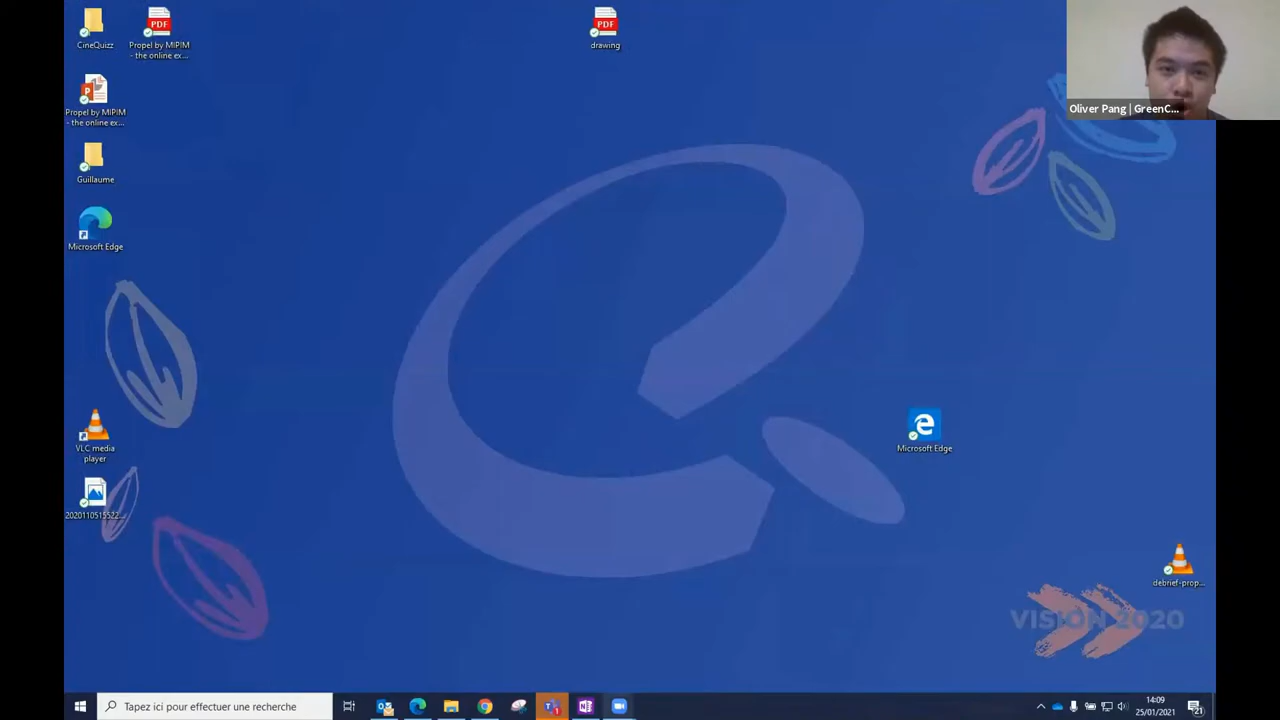 CineQuizz
Propel by MIPIM
- the online ex...
drawing
Oliver Pang | GreenC...
Propel by MIPIM
- the online ex...
Guillaume
Microsoft Edge
VLC media
player
2020110515522...
Microsoft Edge
debrief-prop...
VISION 2020
Tapez ici pour effectuer une recherche
14:09
25/01/2021
21